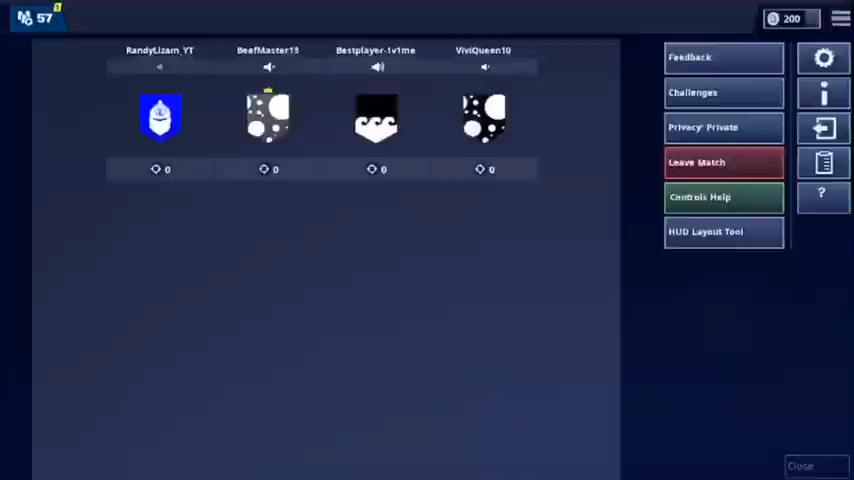 57
1
200
RandyLizam_YT
BeefMaster13
Bestplayer-1v1me
ViviQueen10
0
0
0
0
Feedback
Challenges
Privacy: Private
Leave Match
Controls Help
HUD Layout Tool
?
Close